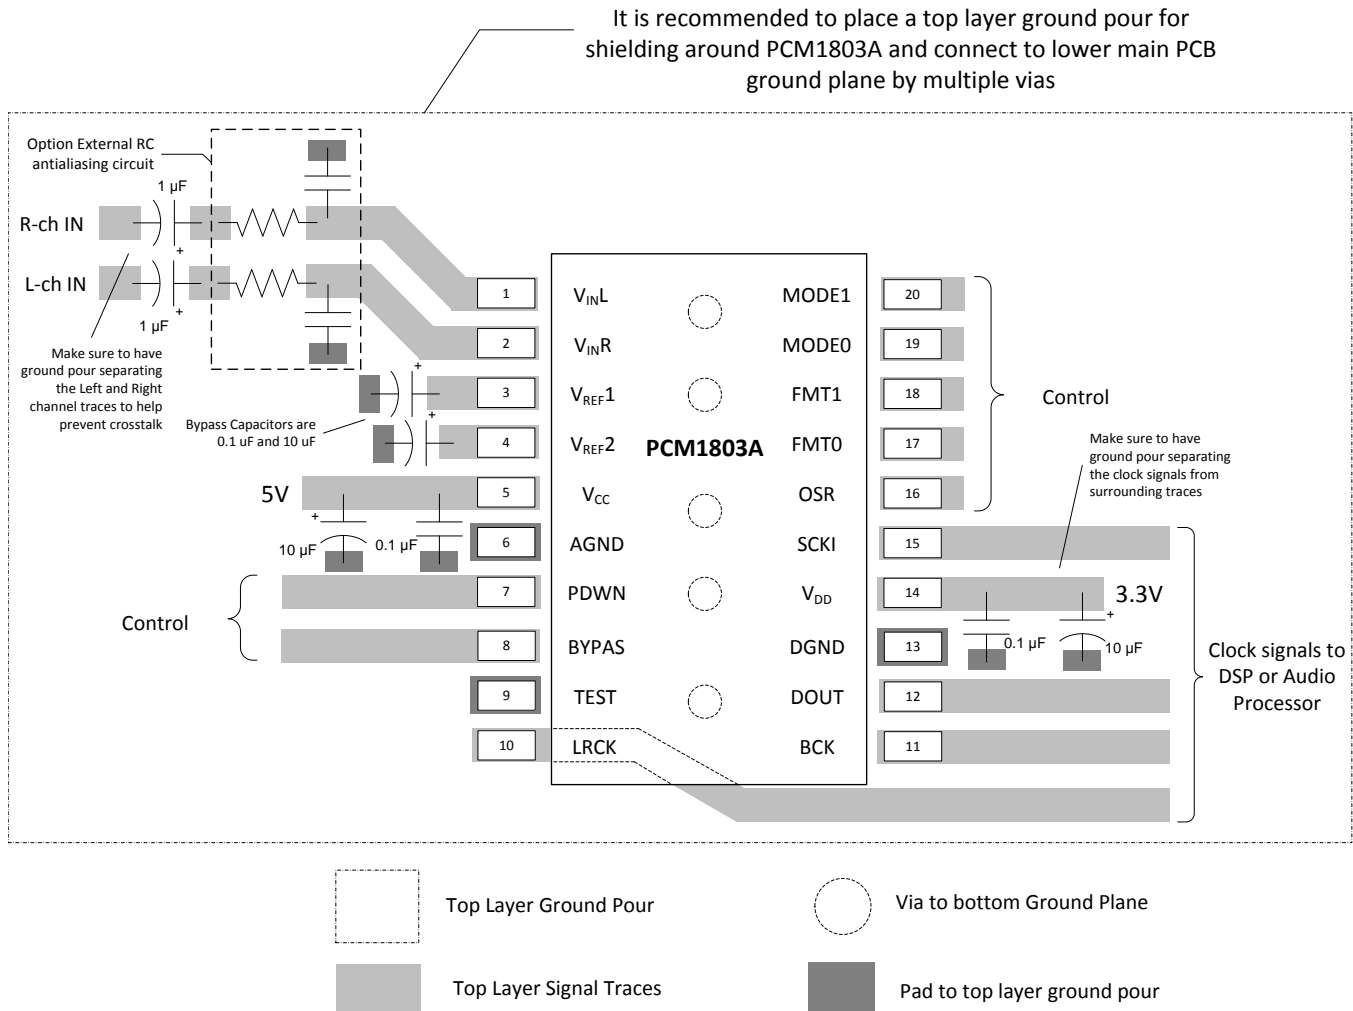 It is recommended to place a top layer ground pour for
shielding around PCM1803A and connect to lower main PCB
ground plane by multiple vias
Option External RC
antialiasing circuit
1 µF
R-ch IN
+
L-ch IN
+
1 µF
Make sure to have
ground pour separating
the Left and Right
channel traces to help
prevent crosstalk
+
+
Bypass Capacitors are
0.1 uF and 10 uF
5V
+
10 µF
0.1 µF
Control
1
2
3
4
5
6
7
8
9
10
VINL
VINR
VREF1
VREF2
VCC
AGND
PDWN
BYPAS
TEST
LRCK
PCM1803A
MODE1
MODE0
FMT1
FMT0
OSR
SCKI
VDD
DGND
DOUT
BCK
20
19
18
17
16
15
14
13
12
11
Control
Make sure to have
ground pour separating
the clock signals from
surrounding traces
3.3V
+
0.1 µF
10 µF
Clock signals to
DSP or Audio
Processor
Top Layer Ground Pour
Via to bottom Ground Plane
Top Layer Signal Traces
Pad to top layer ground pour